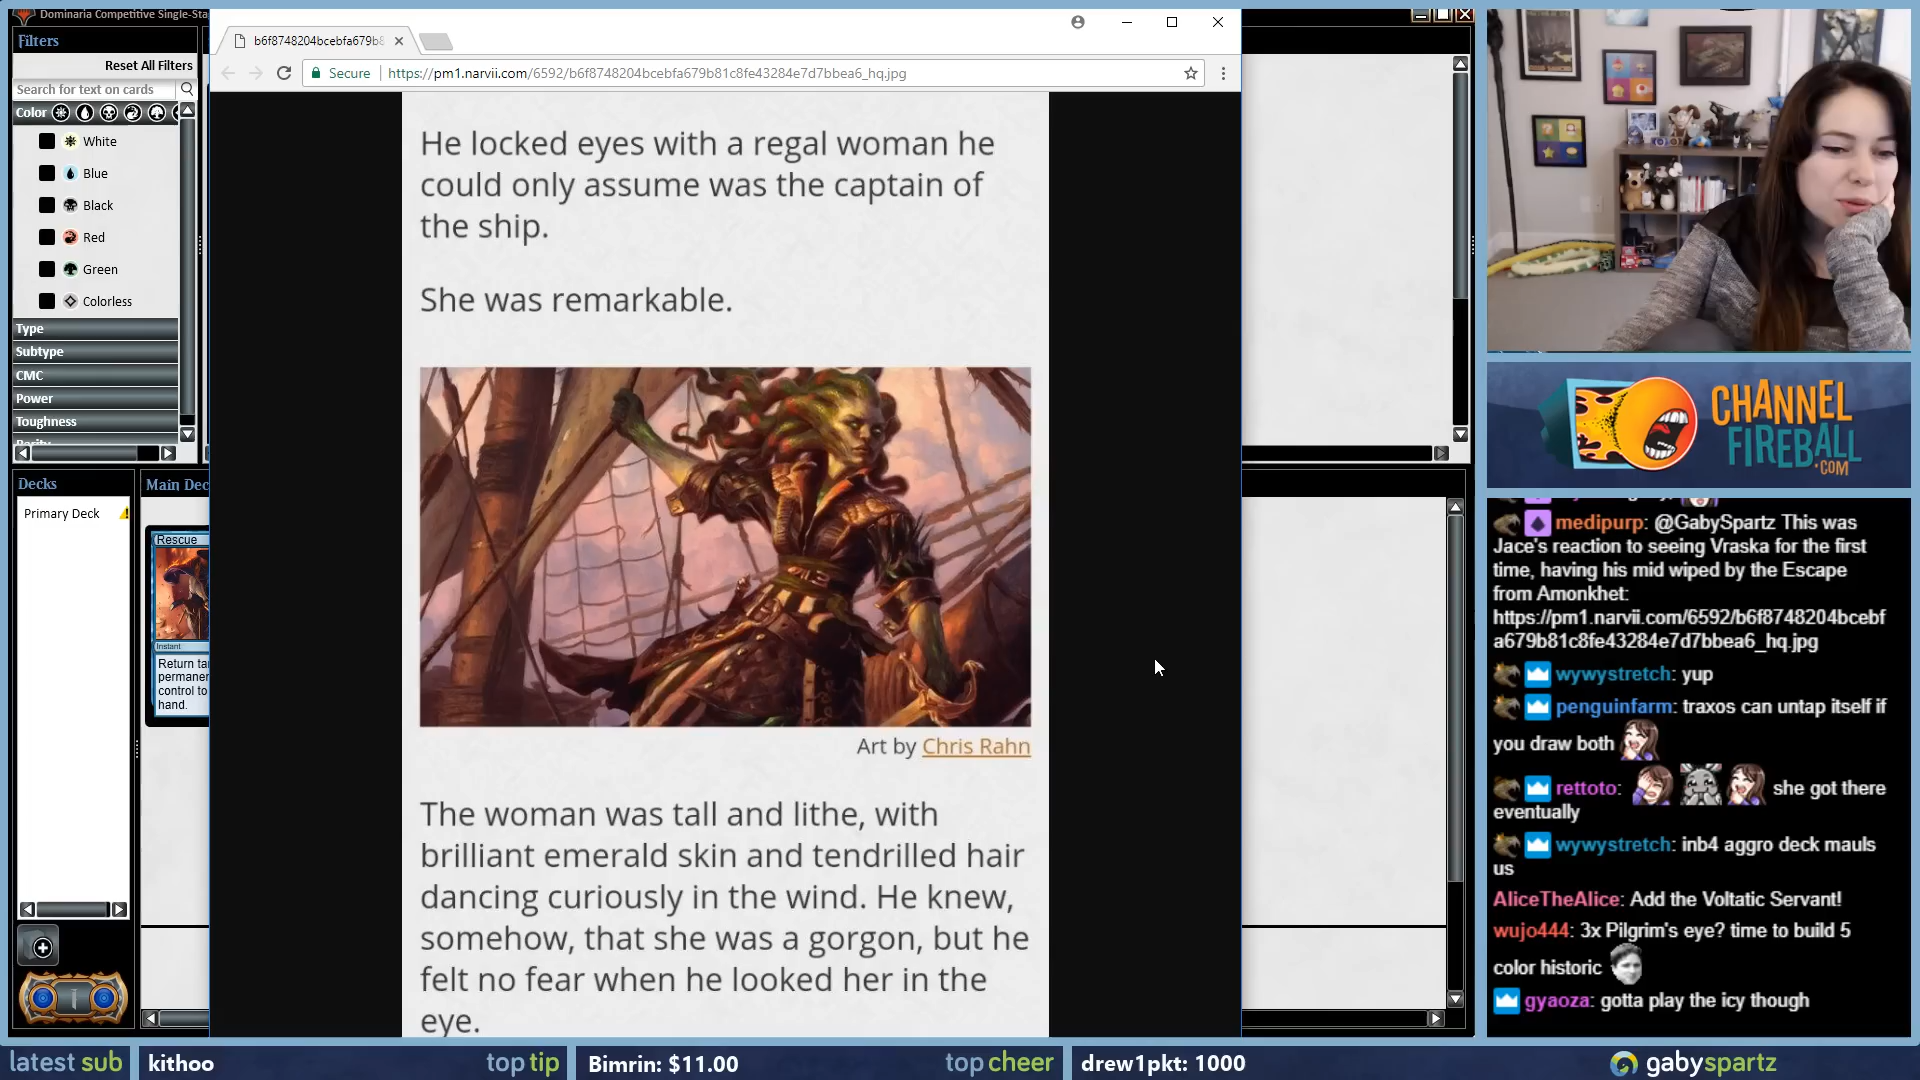 Dominaria Competitive Single-Sta
Filters
Reset All Filters
Search for text on cards
Color
White
Blue
Black
Red
Green
Colorless
Type
Subtype
CMC
Power
Toughness
Rarity
Decks
Primary Deck
Main Dec
Rescue
Instant
Return ta
permanen
control to
hand.
b6f8748204bcebfa679b8
Secure
https://pm1.narvii.com/6592/b6f8748204bcebfa679b81c8fe43284e7d7bbea6_hq.jpg
He locked eyes with a regal woman he
could only assume was the captain of
the ship.
She was remarkable.
Art by Chris Rahn
The woman was tall and lithe, with
brilliant emerald skin and tendrilled hair
dancing curiously in the wind. He knew,
somehow, that she was a gorgon, but he
felt no fear when he looked her in the
eye.
CHANNEL
FIREBALL
.COM
medipurp: @GabySpartz This was
Jace's reaction to seeing Vraska for the first
time, having his mid wiped by the Escape
from Amonkhet:
https://pm1.narvii.com/6592/b6f8748204bcebf
a679b81c8fe43284e7d7bbea6_hq.jpg
wywystretch: yup
penguinfarm: traxos can untap itself if
you draw both
rettoto: she got there
eventually
wywystretch: inb4 aggro deck mauls
us
AliceTheAlice: Add the Voltatic Servant!
wujo444: 3x Pilgrim's eye? time to build 5
color historic
gyaoza: gotta play the icy though
latest sub
kithoo
top tip
Bimrin: $11.00
top cheer
drew1pkt: 1000
gabyspartz